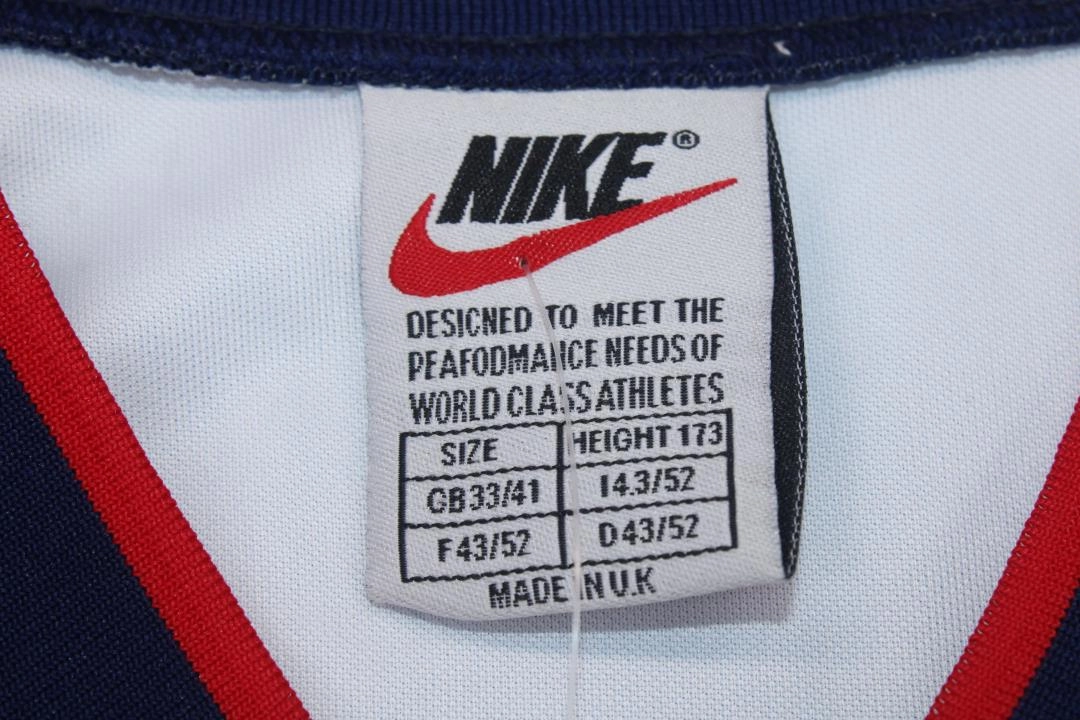 NIKE®
DESICNED TO MEET THE
PEAFODMANCE NEEDS OF
WORLD CLASS ATHLETES
SIZE HEIGHT 173
GB33/41 I4.3/52
F43/52 D43/52
MADE IN U.K